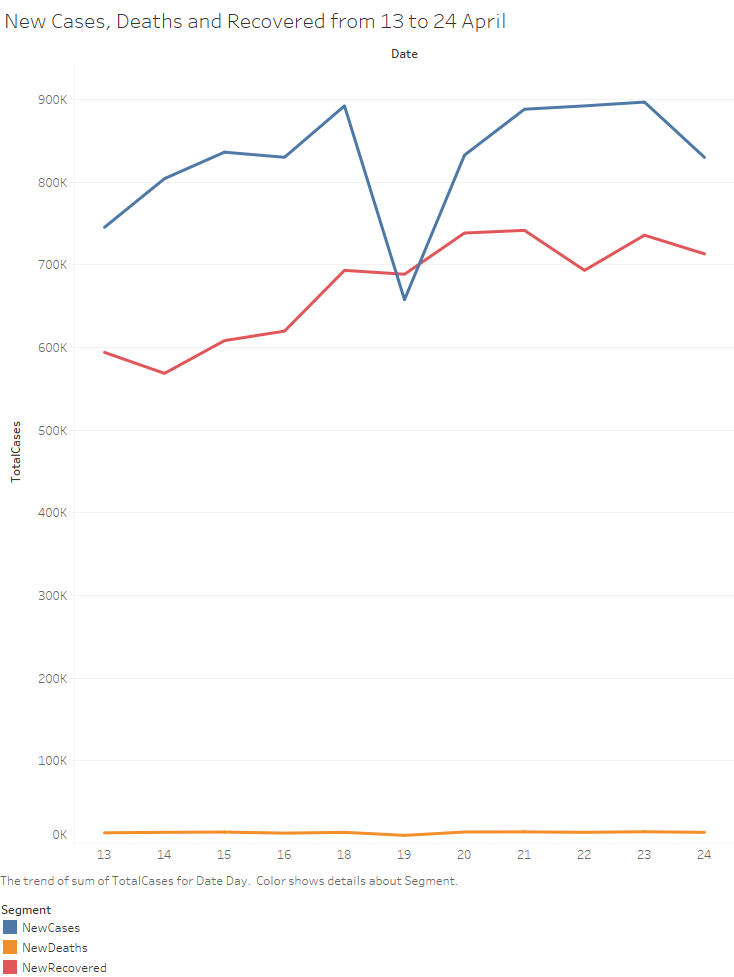 New Cases, Deaths and Recovered from 13 to 24 April
Date
900K
800K
700K
600K
500K
400K
300K
200K
100K
0K
TotalCases
13 14 15 16 18 19 20 21 22 23 24
The trend of sum of TotalCases for Date Day. Color shows details about Segment.
Segment
NewCases
NewDeaths
NewRecovered